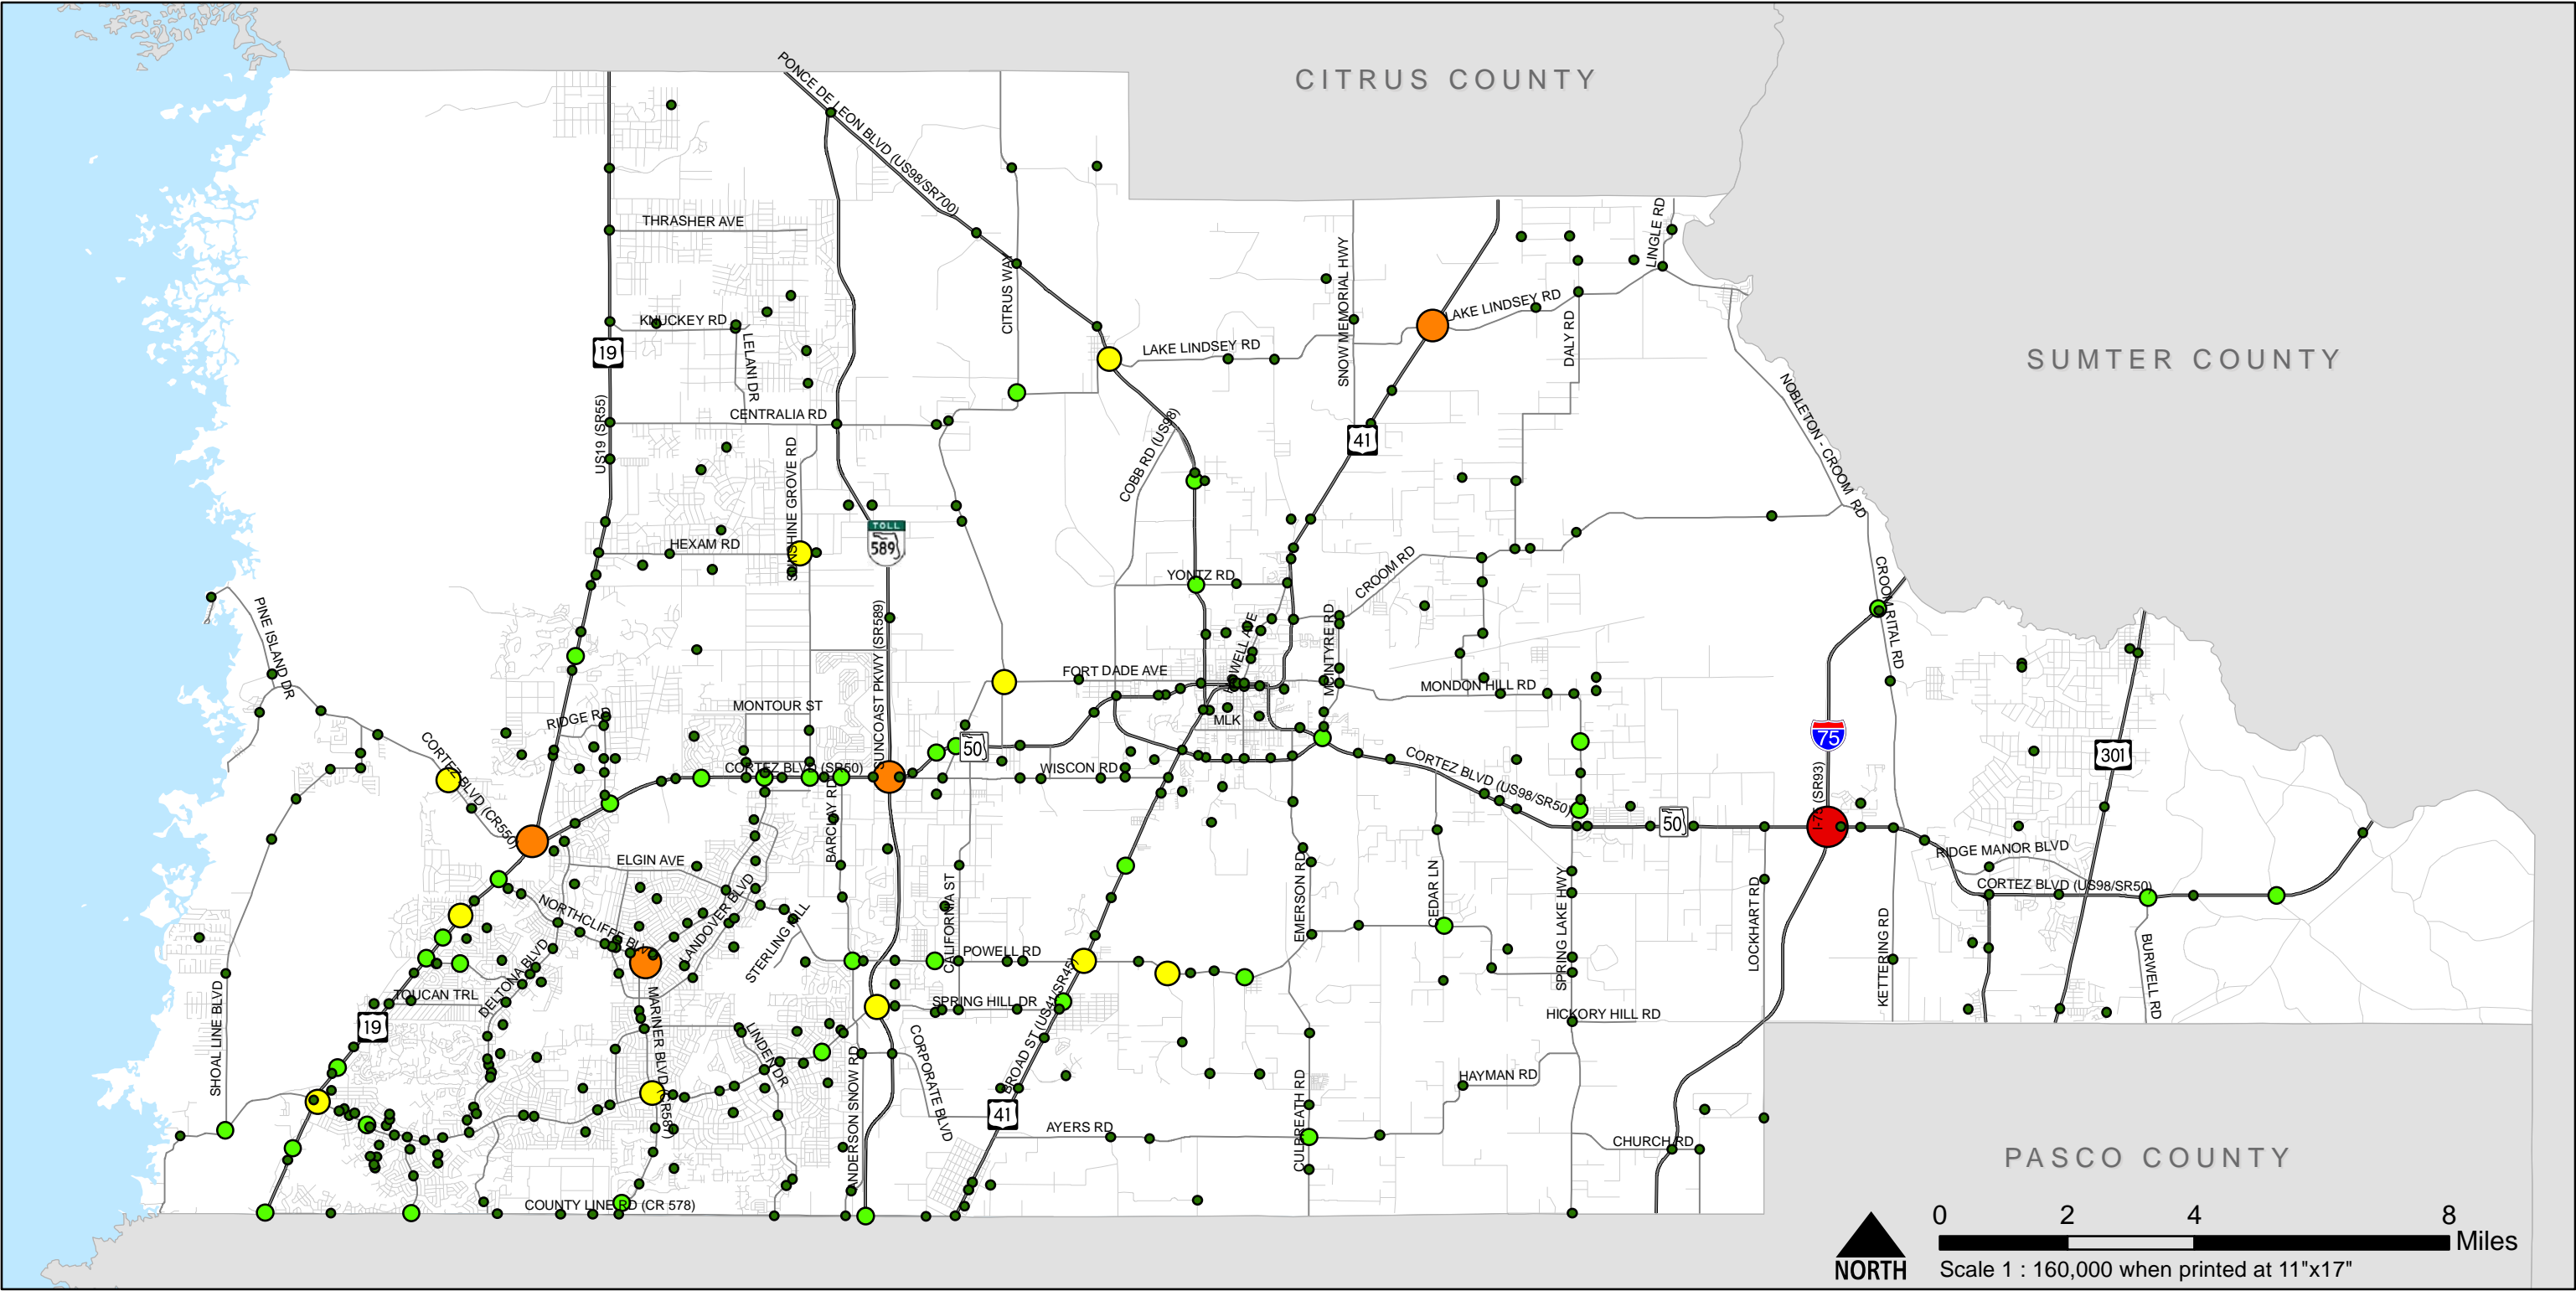 CITRUS COUNTY
PONCE DE LEON BLVD (US98/SR700)
THRASHER AVE
LINGLE RD
SNOW MEMORIAL HWY
CITRUS WAY
KNUCKEY RD
LAKE LINDSEY RD
LAKE LINDSEY RD
DALY RD
19
LELANI DR
SUMTER COUNTY
NOBLETON - CROOM RD
CENTRALIA RD
US19 (SR55)
COBB RD (US98)
41
SUNSHINE GROVE RD
TOLL
589
HEXAM RD
YONTZ RD
CROOM RD
CROOM RITAL RD
PINE ISLAND DR
SUNCOAST PKWY (SR589)
MCINTYRE RD
FORT DADE AVE
MONDON HILL RD
MONTOUR ST
RIDGE RD
MLK
75
50
301
CORTEZ BLVD (CR550)
CORTEZ BLVD (SR50)
WISCON RD
CORTEZ BLVD (US98/SR50)
I-75 (SR93)
50
BARCLAY RD
ELGIN AVE
RIDGE MANOR BLVD
CORTEZ BLVD (US98/SR50)
NORTHCLIFFE BLVD
LANDOVER BLVD
STERLING HILL
CALIFORNIA ST
EMERSON RD
CEDAR LN
SPRING LAKE HWY
LOCKHART RD
KETTERING RD
BURWELL RD
POWELL RD
DELTONA BLVD
TOUCAN TRL
SPRING HILL DR
BROAD ST (US41/SR45)
HICKORY HILL RD
19
SHOAL LINE BLVD
MARINER BLVD (CR587)
LINDEN DR
ANDERSON SNOW RD
CORPORATE BLVD
HAYMAN RD
CULBREATH RD
41
AYERS RD
CHURCH RD
PASCO COUNTY
COUNTY LINE RD (CR 578)
NORTH
0 2 4 8
Miles
Scale 1 : 160,000 when printed at 11"x17"